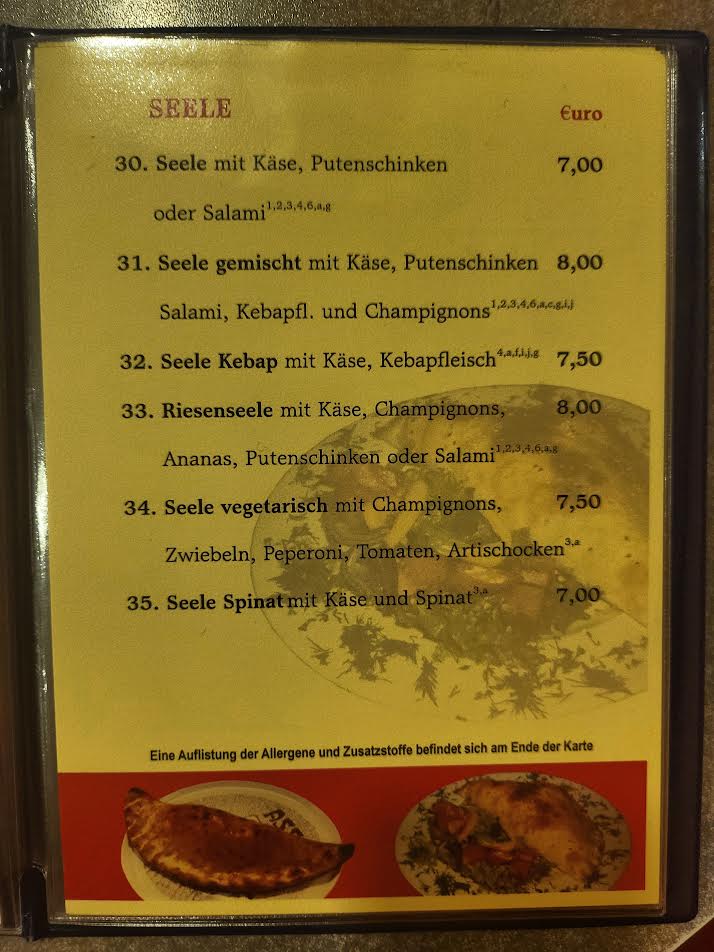 SEELE €uro
30. Seele mit Käse, Putenschinken 7,00
oder Salami1,2,3,4,6,a,g
31. Seele gemischt mit Käse, Putenschinken 8,00
Salami, Kebapfl. und Champignons1,2,3,4,6,a,c,g,i,j
32. Seele Kebap mit Käse, Kebapfleisch4,a,f,i,j,g 7,50
33. Riesenseele mit Käse, Champignons, 8,00
Ananas, Putenschinken oder Salami1,2,3,4,6,a,g
34. Seele vegetarisch mit Champignons, 7,50
Zwiebeln, Peperoni, Tomaten, Artischocken3,a
35. Seele Spinat mit Käse und Spinat3,a 7,00
Eine Auflistung der Allergene und Zusatzstoffe befindet sich am Ende der Karte